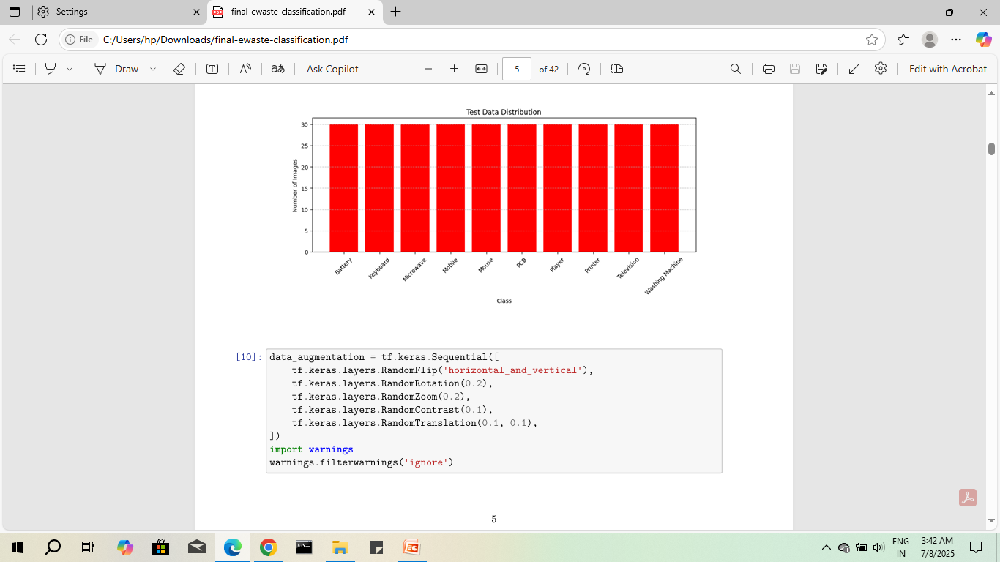 Settings
final-ewaste-classification.pdf
File
C:/Users/hp/Downloads/final-ewaste-classification.pdf
Draw
aあ
Ask Copilot
5
of 42
Edit with Acrobat
Test Data Distribution
Number of Images
30
25
20
15
10
5
0
Battery
Keyboard
Microwave
Mobile
Mouse
PCB
Player
Printer
Television
Washing Machine
Class
[10]: data_augmentation = tf.keras.Sequential([
tf.keras.layers.RandomFlip('horizontal_and_vertical'),
tf.keras.layers.RandomRotation(0.2),
tf.keras.layers.RandomZoom(0.2),
tf.keras.layers.RandomContrast(0.1),
tf.keras.layers.RandomTranslation(0.1, 0.1),
])
import warnings
warnings.filterwarnings('ignore')
5
ENG
IN
3:42 AM
7/8/2025